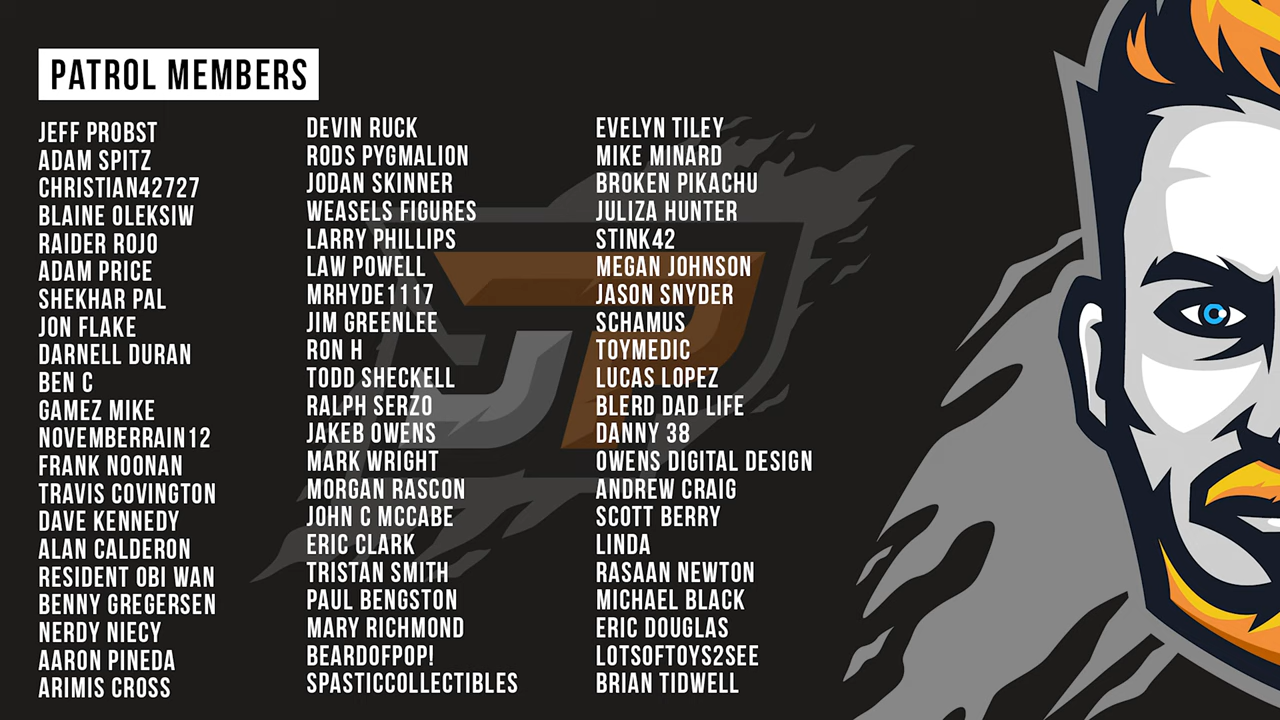 PATROL MEMBERS
JEFF PROBST
ADAM SPITZ
CHRISTIAN42727
BLAINE OLEKSIW
RAIDER ROJO
ADAM PRICE
SHEKHAR PAL
JON FLAKE
DARNELL DURAN
BEN C
GAMEZ MIKE
NOVEMBERRAIN12
FRANK NOONAN
TRAVIS COVINGTON
DAVE KENNEDY
ALAN CALDERON
RESIDENT OBI WAN
BENNY GREGERSEN
NERDY NIECY
AARON PINEDA
ARIMIS CROSS
DEVIN RUCK
RODS PYGMALION
JODAN SKINNER
WEASELS FIGURES
LARRY PHILLIPS
LAW POWELL
MRHYDE1117
JIM GREENLEE
RON H
TODD SHECKELL
RALPH SERZO
JAKEB OWENS
MARK WRIGHT
MORGAN RASCON
JOHN C MCCABE
ERIC CLARK
TRISTAN SMITH
PAUL BENGSTON
MARY RICHMOND
BEARDOFPOP!
SPASTICCOLLECTIBLES
EVELYN TILEY
MIKE MINARD
BROKEN PIKACHU
JULIZA HUNTER
STINK42
MEGAN JOHNSON
JASON SNYDER
SCHAMUS
TOYMEDIC
LUCAS LOPEZ
BLERD DAD LIFE
DANNY 38
OWENS DIGITAL DESIGN
ANDREW CRAIG
SCOTT BERRY
LINDA
RASAAN NEWTON
MICHAEL BLACK
ERIC DOUGLAS
LOTSOFTOYS2SEE
BRIAN TIDWELL
JP